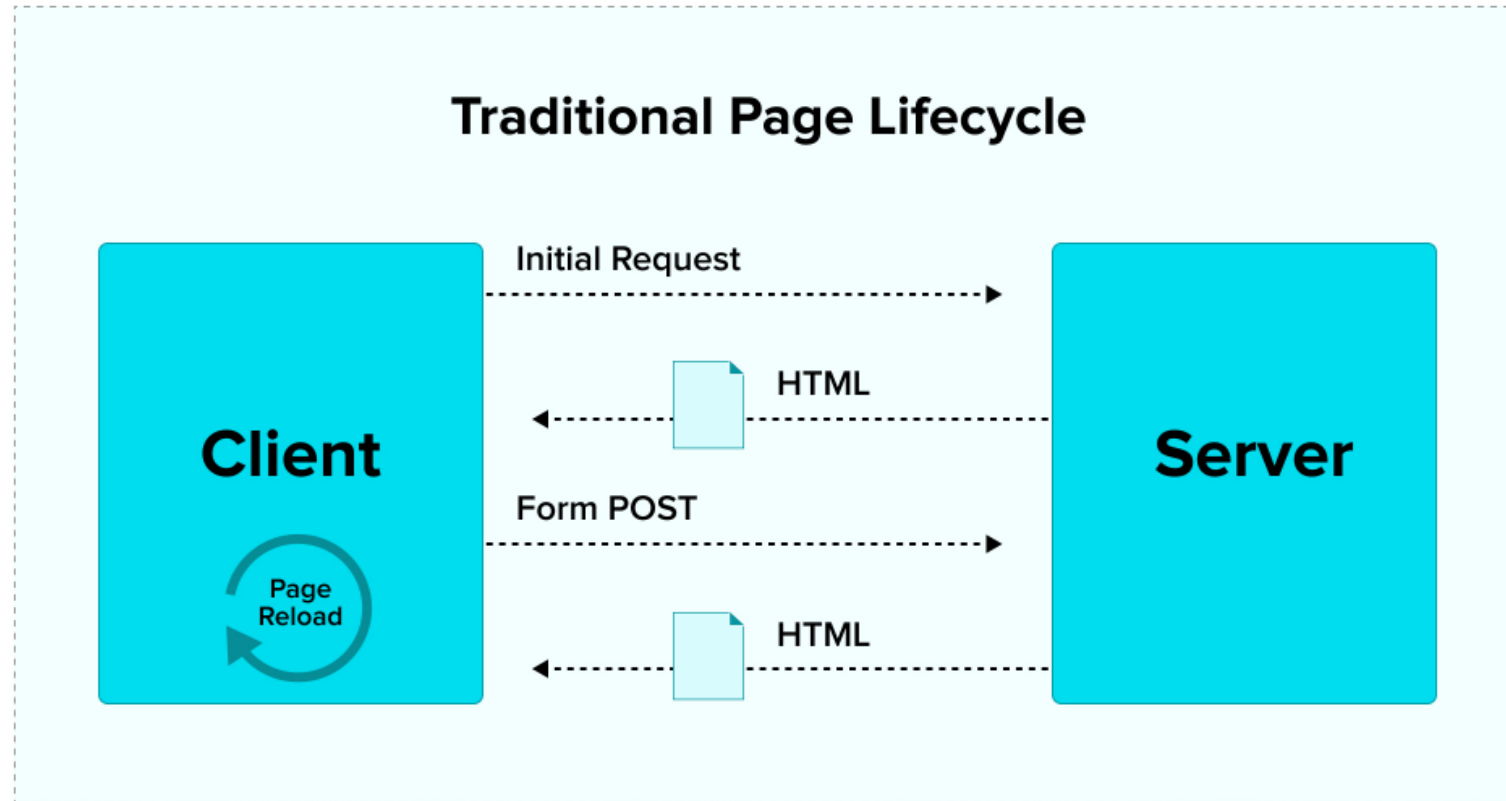 Traditional Page Lifecycle
Initial Request
HTML
Client
Server
Form POST
Page
Reload
HTML